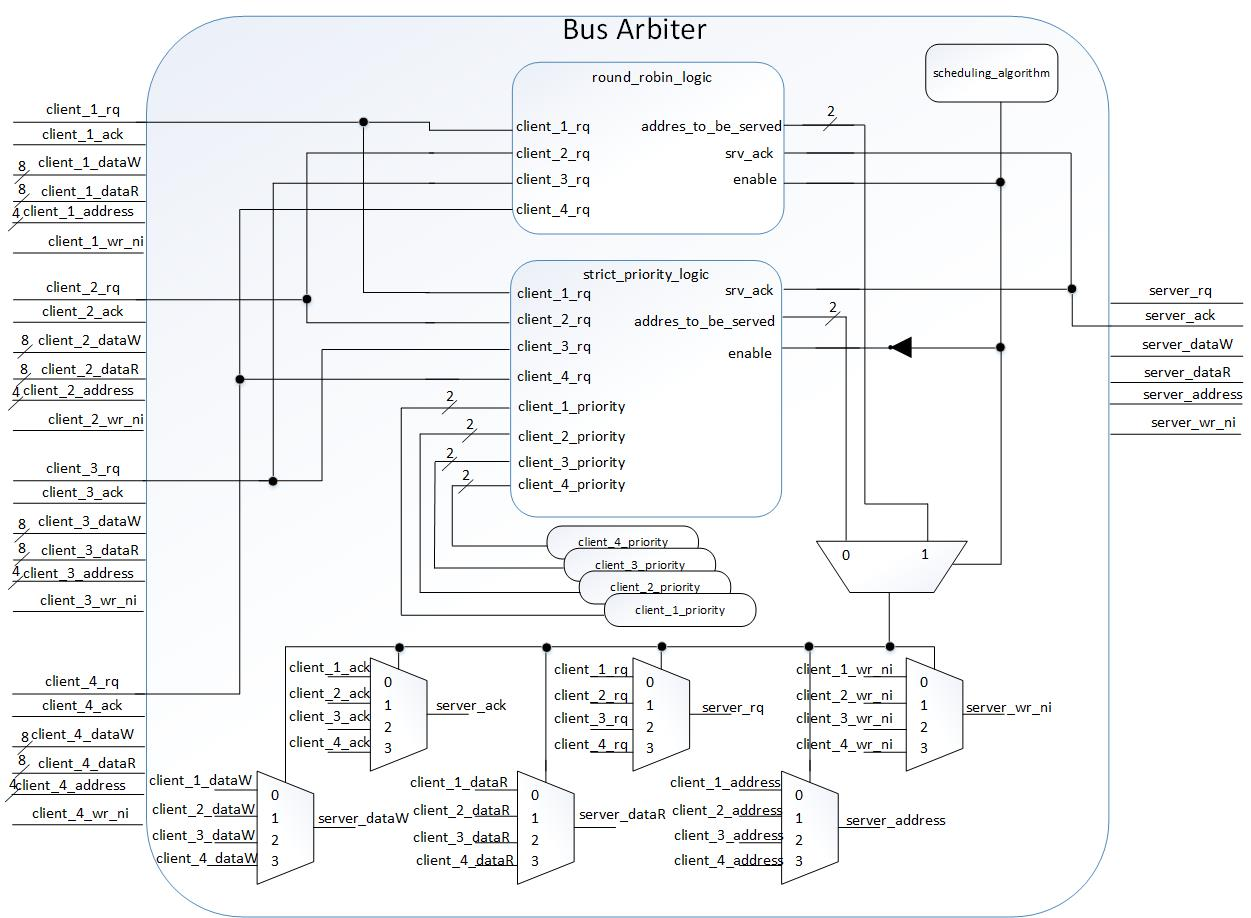 Bus Arbiter
client_1_rq
client_1_ack
8 client_1_dataW
8 client_1_dataR
4 client_1_address
client_1_wr_ni
client_2_rq
client_2_ack
8 client_2_dataW
8 client_2_dataR
4 client_2_address
client_2_wr_ni
client_3_rq
client_3_ack
8 client_3_dataW
8 client_3_dataR
4 client_3_address
client_3_wr_ni
client_4_rq
client_4_ack
8 client_4_dataW
8 client_4_dataR
4 client_4_address
client_4_wr_ni
round_robin_logic
client_1_rq addres_to_be_served 2
client_2_rq srv_ack
client_3_rq enable
client_4_rq
scheduling_algorithm
strict_priority_logic
client_1_rq srv_ack
client_2_rq addres_to_be_served 2
client_3_rq enable
client_4_rq
2 client_1_priority
2 client_2_priority
2 client_3_priority
2 client_4_priority
client_4_priority
client_3_priority
client_2_priority
client_1_priority
0 1
server_rq
server_ack
server_dataW
server_dataR
server_address
server_wr_ni
client_1_ack 0
client_2_ack 1
client_3_ack 2
client_4_ack 3
server_ack
client_1_rq 0
client_2_rq 1
client_3_rq 2
client_4_rq 3
server_rq
client_1_wr_ni 0
client_2_wr_ni 1
client_3_wr_ni 2
client_4_wr_ni 3
server_wr_ni
client_1_dataW 0
client_2_dataW 1
client_3_dataW 2
client_4_dataW 3
server_dataW
client_1_dataR 0
client_2_dataR 1
client_3_dataR 2
client_4_dataR 3
server_dataR
client_1_address 0
client_2_address 1
client_3_address 2
client_4_address 3
server_address